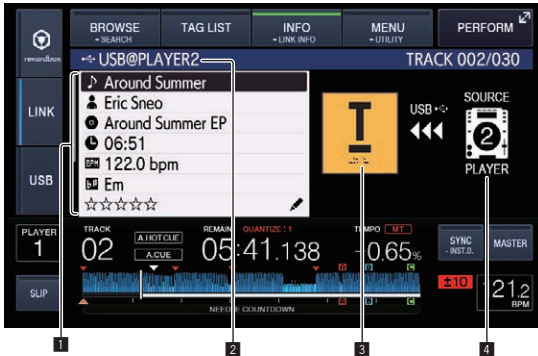 BROWSE
- SEARCH
TAG LIST
INFO
- LINK INFO
MENU
- UTILITY
PERFORM
rekordbox
USB@PLAYER2
TRACK 002/030
Around Summer
Eric Sneo
Around Summer EP
06:51
BPM 122.0 bpm
Em
LINK
USB
USB
SOURCE
2
PLAYER
PLAYER
1
TRACK
02
A.HOT CUE
A.CUE
REMAIN
QUANTIZE : 1
05:41.138
TEMPO
MT
-0.65%
SYNC
- INST.D.
MASTER
SLIP
NEEDLE COUNTDOWN
±10
121.2
BPM
1
2
3
4